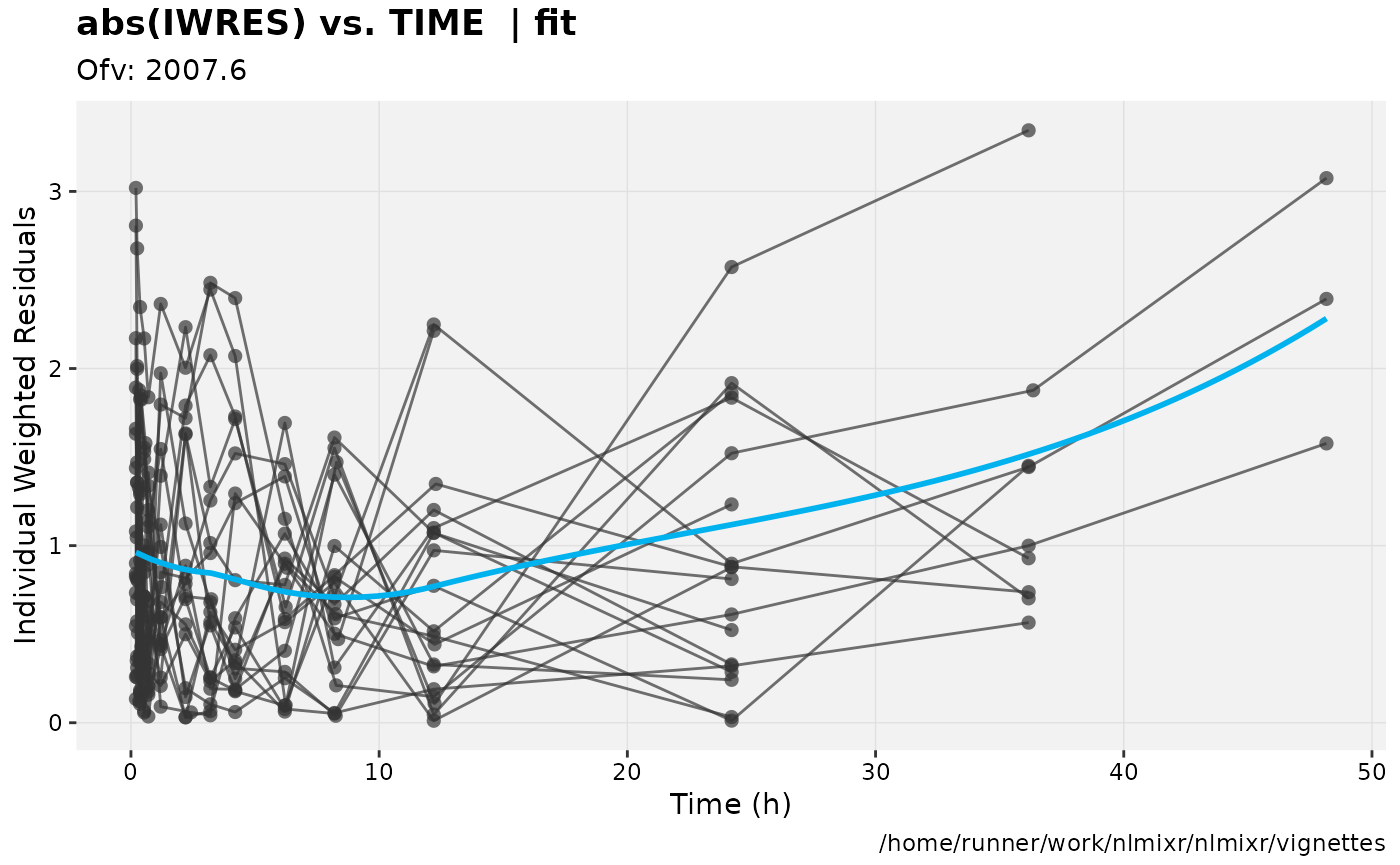 abs(IWRES) vs. TIME  | fit
Ofv: 2007.6
Individual Weighted Residuals
3
2
1
0
0 10 20 30 40 50
Time (h)
/home/runner/work/nlmixr/nlmixr/vignettes